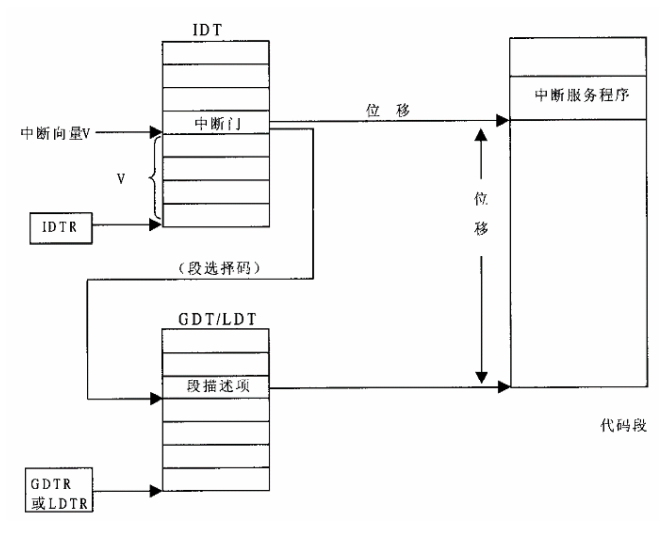 IDT
中断门
位 移
中断服务程序
中断向量V
V
位
移
IDTR
(段选择码)
GDT/LDT
段描述项
代码段
GDTR
或LDTR